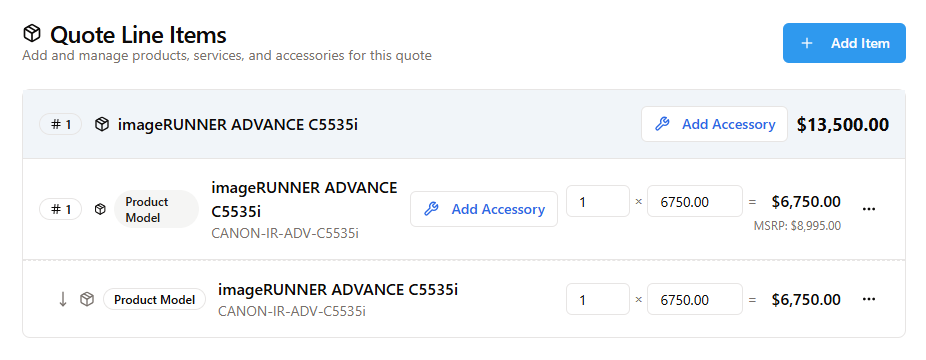 Quote Line Items
Add and manage products, services, and accessories for this quote
+ Add Item
# 1 imageRUNNER ADVANCE C5535i Add Accessory $13,500.00
# 1 Product Model imageRUNNER ADVANCE C5535i Add Accessory 1 × 6750.00 = $6,750.00 ...
CANON-IR-ADV-C5535i MSRP: $8,995.00
Product Model imageRUNNER ADVANCE C5535i 1 × 6750.00 = $6,750.00 ...
CANON-IR-ADV-C5535i